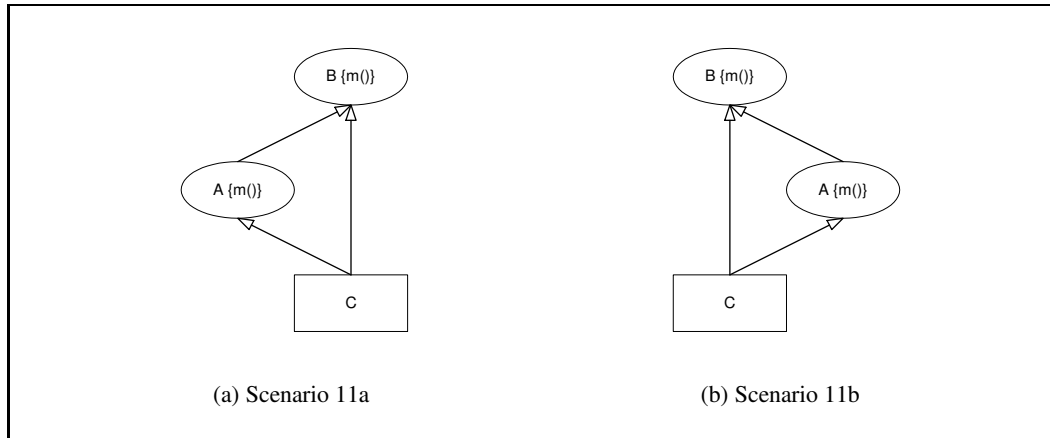 B {m()}
A {m()}
C
(a) Scenario 11a
B {m()}
A {m()}
C
(b) Scenario 11b